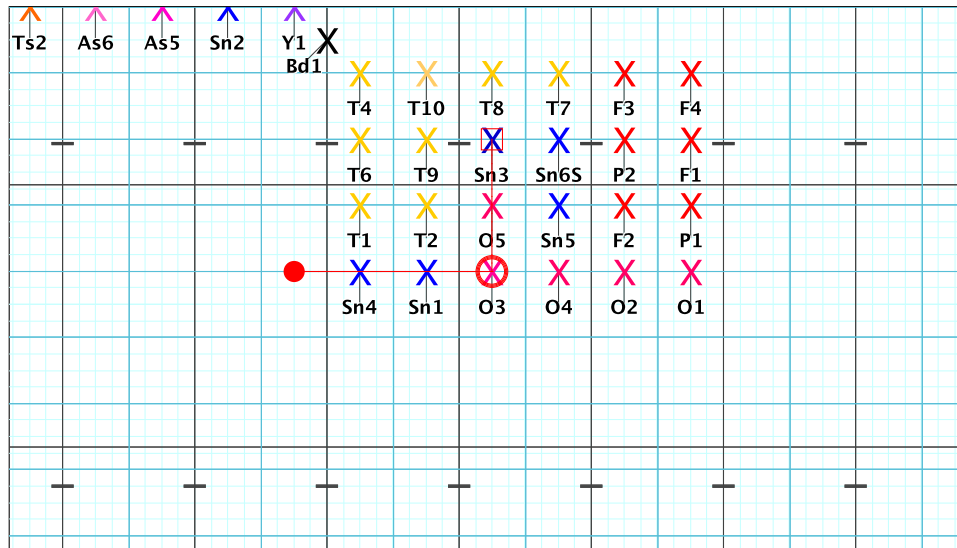 Ts2 As6 As5 Sn2 Y1
Bd1
T4 T10 T8 T7 F3 F4
T6 T9 Sn3 Sn6S P2 F1
T1 T2 O5 Sn5 F2 P1
Sn4 Sn1 O3 O4 O2 O1